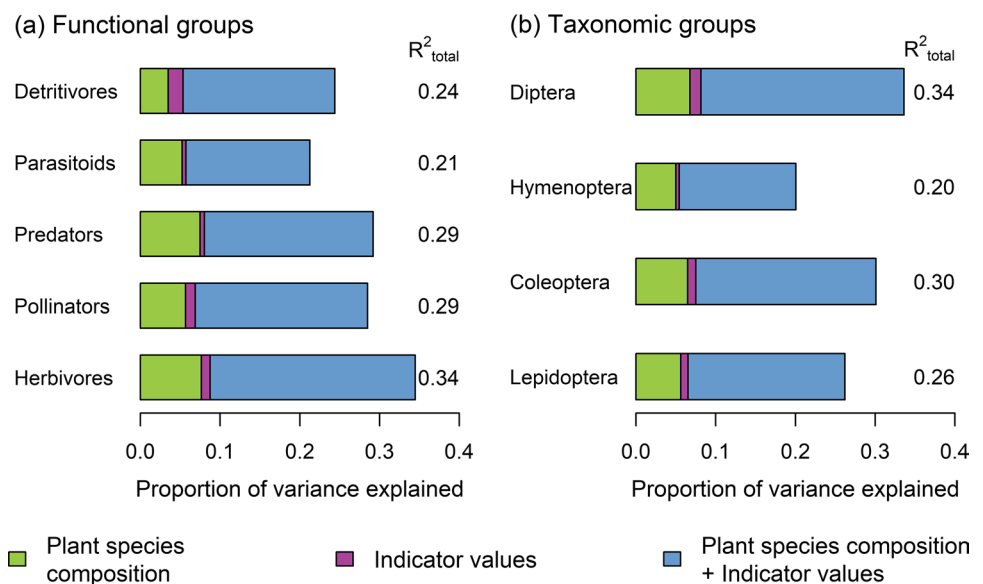 (a) Functional groups
R²total
Detritivores
0.24
Parasitoids
0.21
Predators
0.29
Pollinators
0.29
Herbivores
0.34
0.0 0.1 0.2 0.3 0.4
Proportion of variance explained
(b) Taxonomic groups
R²total
Diptera
0.34
Hymenoptera
0.20
Coleoptera
0.30
Lepidoptera
0.26
0.0 0.1 0.2 0.3 0.4
Proportion of variance explained
Plant species
composition
Indicator values
Plant species composition
+ Indicator values